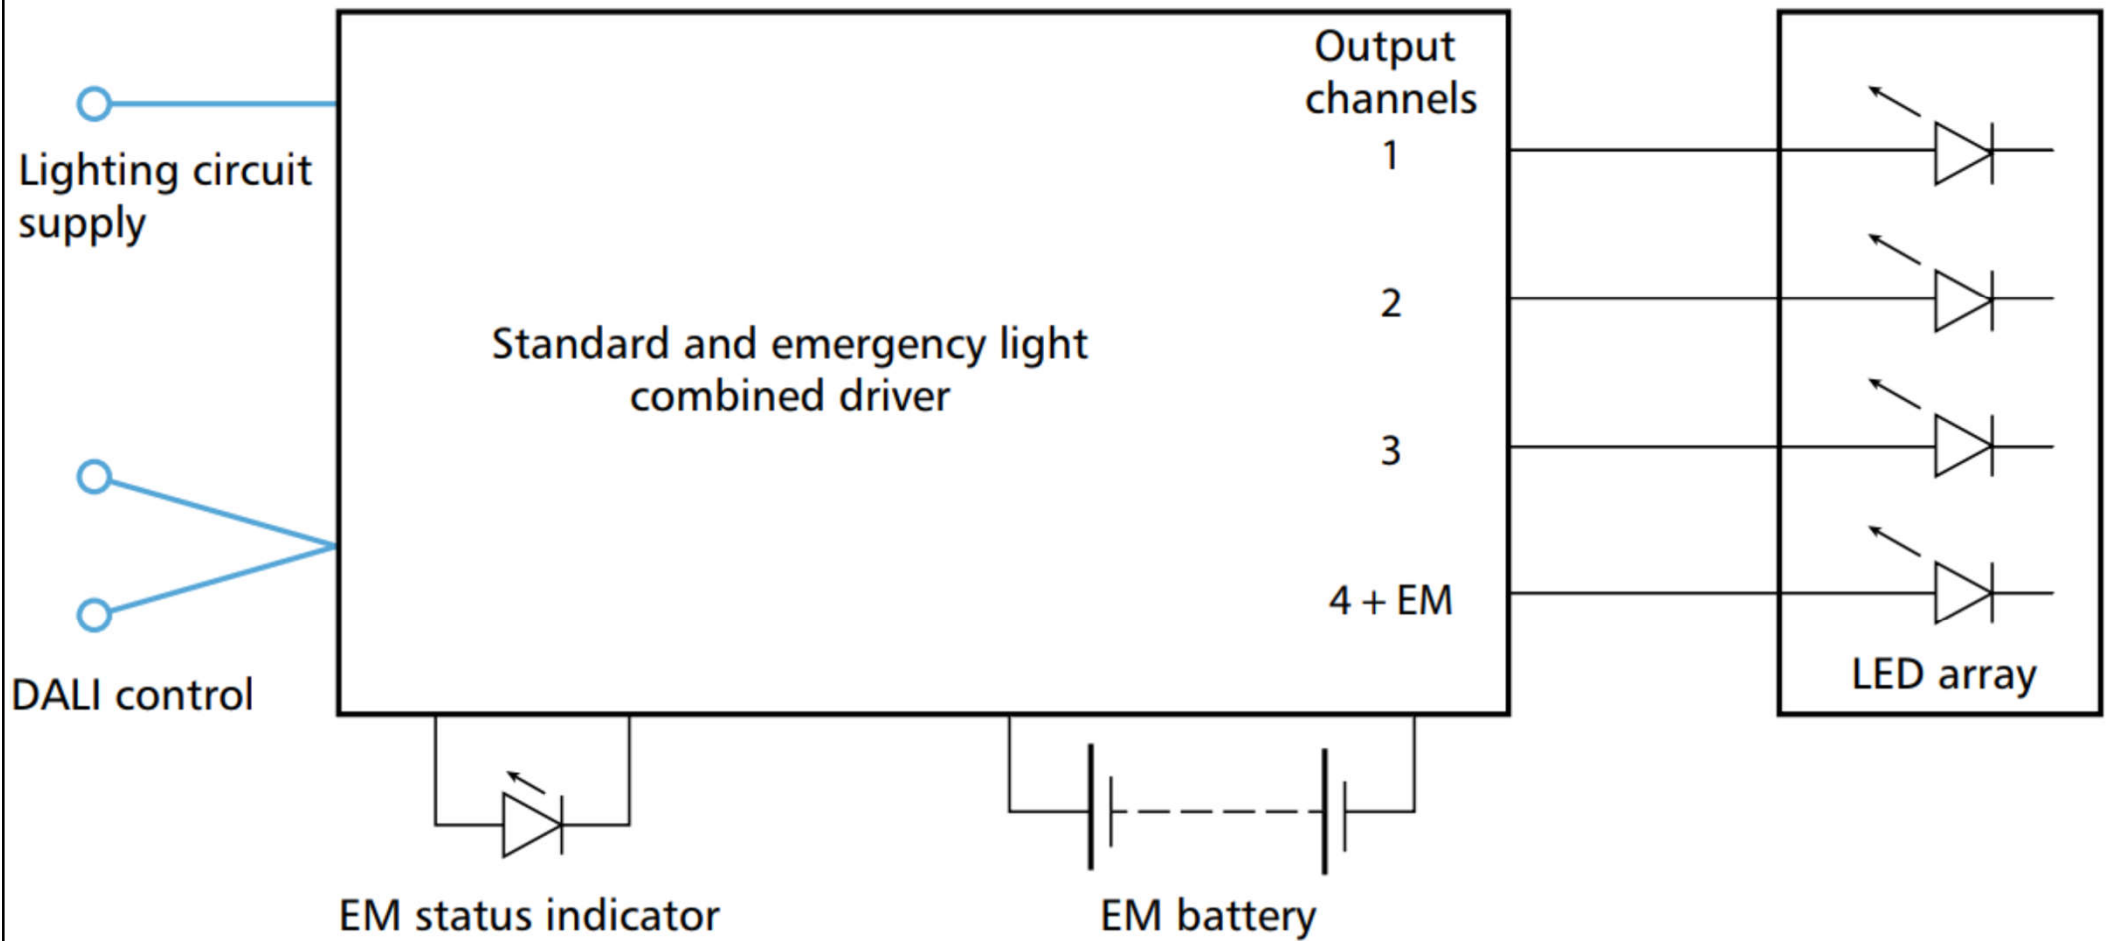 Output
channels
1
Lighting circuit
supply
2
Standard and emergency light
combined driver
3
4 + EM
LED array
DALI control
EM status indicator
EM battery